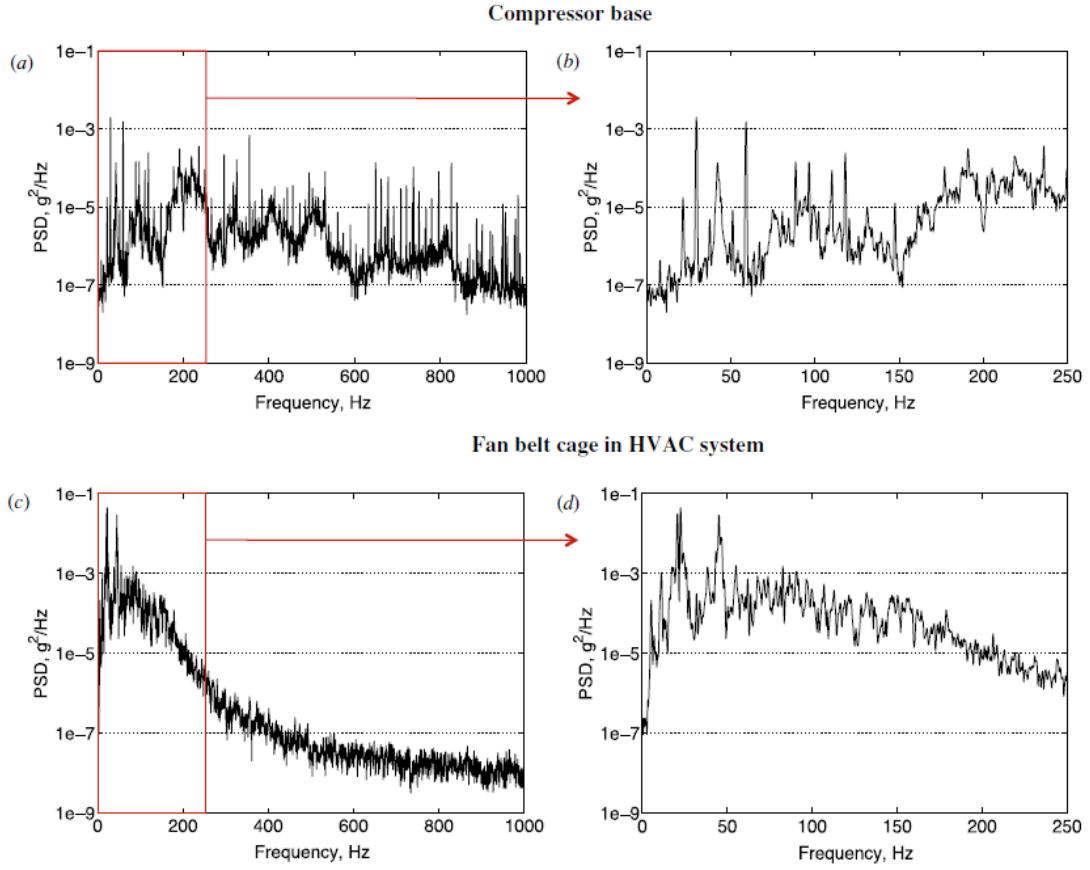 Compressor base
(a)
(b)
1e−1
1e−3
1e−5
1e−7
1e−9
PSD, g²/Hz
0 200 400 600 800 1000
Frequency, Hz
1e−1
1e−3
1e−5
1e−7
1e−9
PSD, g²/Hz
0 50 100 150 200 250
Frequency, Hz
Fan belt cage in HVAC system
(c)
(d)
1e−1
1e−3
1e−5
1e−7
1e−9
PSD, g²/Hz
0 200 400 600 800 1000
Frequency, Hz
1e−1
1e−3
1e−5
1e−7
1e−9
PSD, g²/Hz
0 50 100 150 200 250
Frequency, Hz